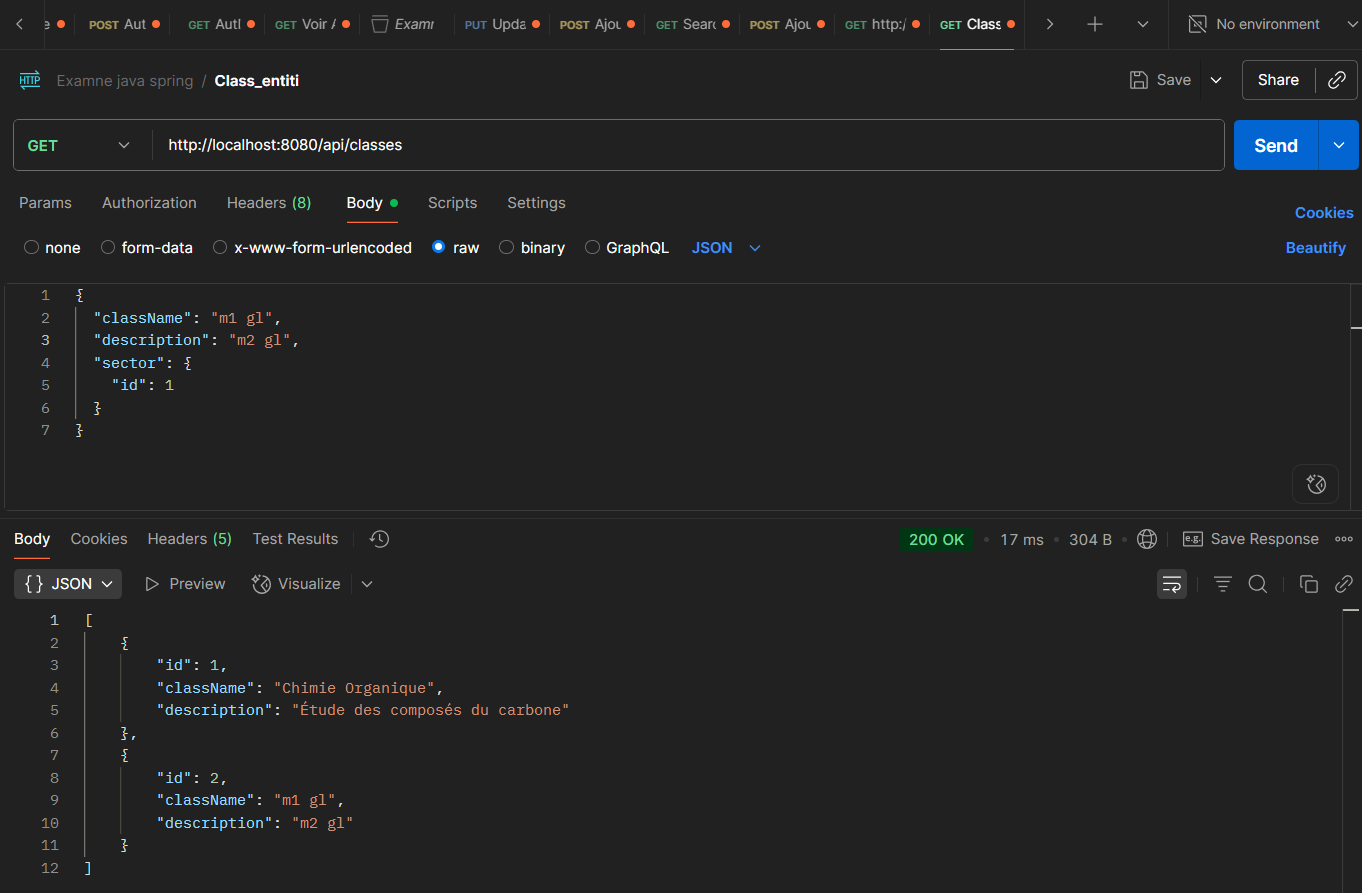 POST Aut GET Autl GET Voir PUT Upda POST Ajou GET Searc POST Ajou GET http:/ GET Class No environment
HTTP Examne java spring / Class_entiti Save Share
GET http://localhost:8080/api/classes Send
Params Authorization Headers (8) Body Scripts Settings Cookies
none form-data x-www-form-urlencoded raw binary GraphQL JSON Beautify
1 {
2 "className": "m1 gl",
3 "description": "m2 gl",
4 "sector": {
5 "id": 1
6 }
7 }
Body Cookies Headers (5) Test Results 200 OK • 17 ms • 304 B • e.g. Save Response
{} JSON Preview Visualize
1 [
2 {
3 "id": 1,
4 "className": "Chimie Organique",
5 "description": "Étude des composés du carbone"
6 },
7 {
8 "id": 2,
9 "className": "m1 gl",
10 "description": "m2 gl"
11 }
12 ]